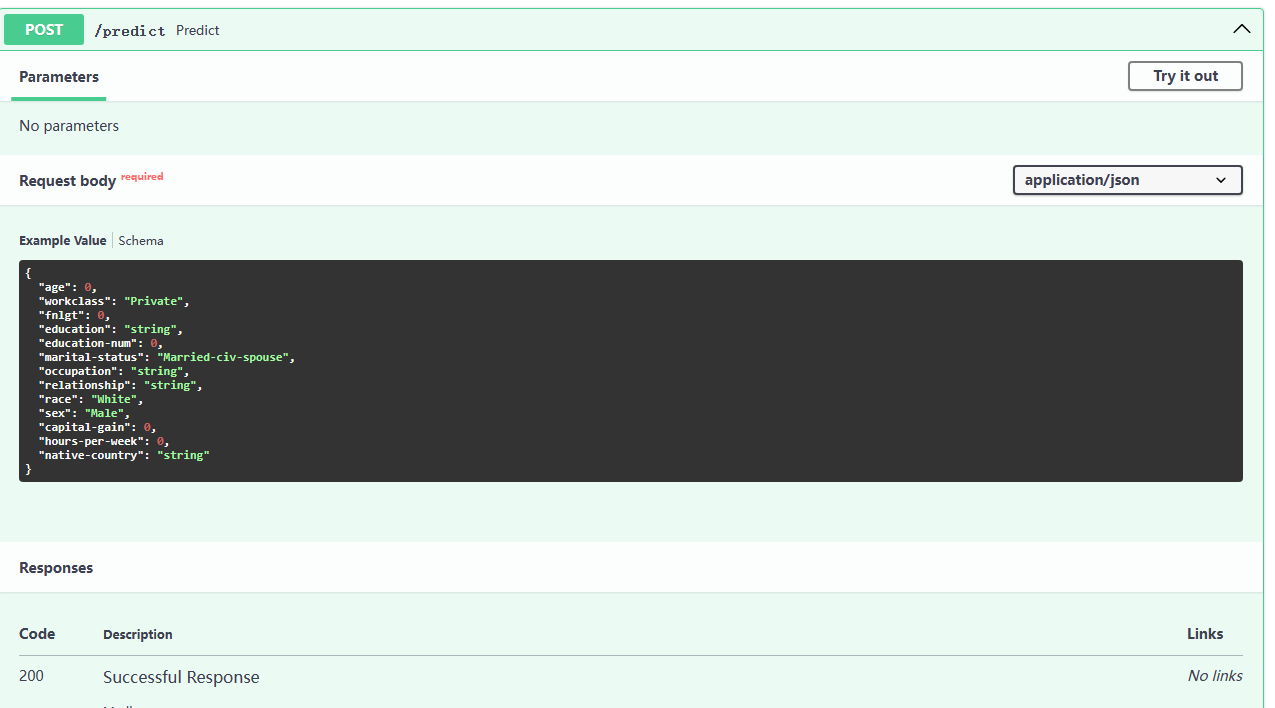 POST /predict Predict
Parameters Try it out
No parameters
Request body required application/json
Example Value Schema
{
"age": 0,
"workclass": "Private",
"fnlgt": 0,
"education": "string",
"education-num": 0,
"marital-status": "Married-civ-spouse",
"occupation": "string",
"relationship": "string",
"race": "White",
"sex": "Male",
"capital-gain": 0,
"hours-per-week": 0,
"native-country": "string"
}
Responses
Code Description Links
200 Successful Response No links